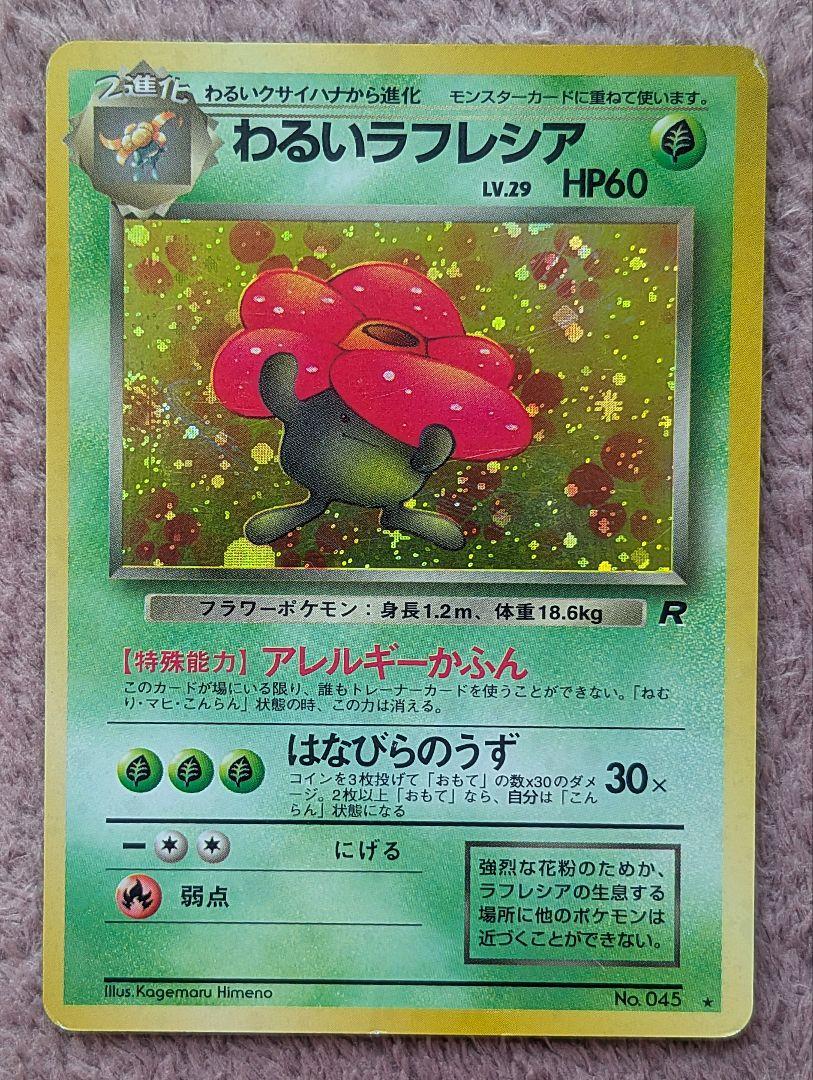 2進化
わるいクサイハナから進化 モンスターカードに重ねて使います。
わるいラフレシア
LV.29 HP60
フラワーポケモン：身長1.2m、体重18.6kg
R
【特殊能力】アレルギーかふん
このカードが場にいる限り、誰もトレーナーカードを使うことができない。「ねむ
り・マヒ・こんらん」状態の時、この力は消える。
はなびらのうず
コインを3枚投げて「おもて」の数x30のダメ
ージ。2枚以上「おもて」なら、自分は「こん
らん」状態になる
30×
にげる
弱点
強烈な花粉のためか、
ラフレシアの生息する
場所に他のポケモンは
近づくことができない。
Illus.Kagemaru Himeno
No.045 ★